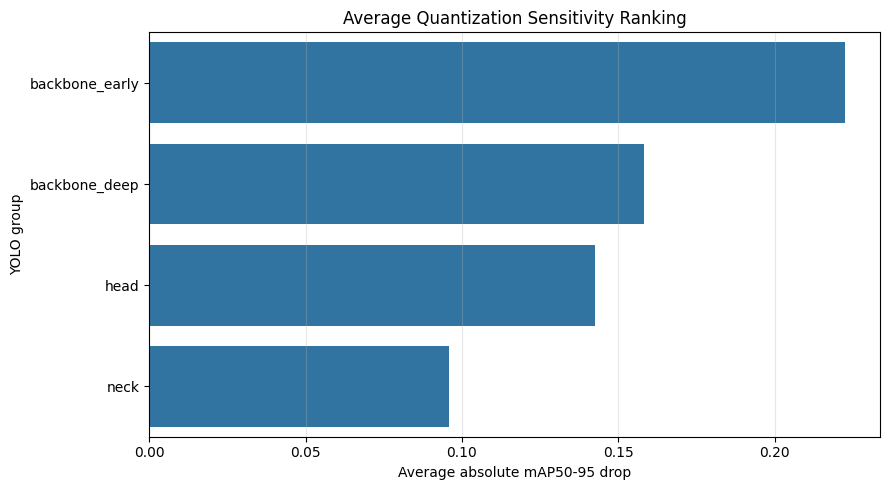 Average Quantization Sensitivity Ranking
YOLO group
backbone_early
backbone_deep
head
neck
0.00
0.05
0.10
0.15
0.20
Average absolute mAP50-95 drop